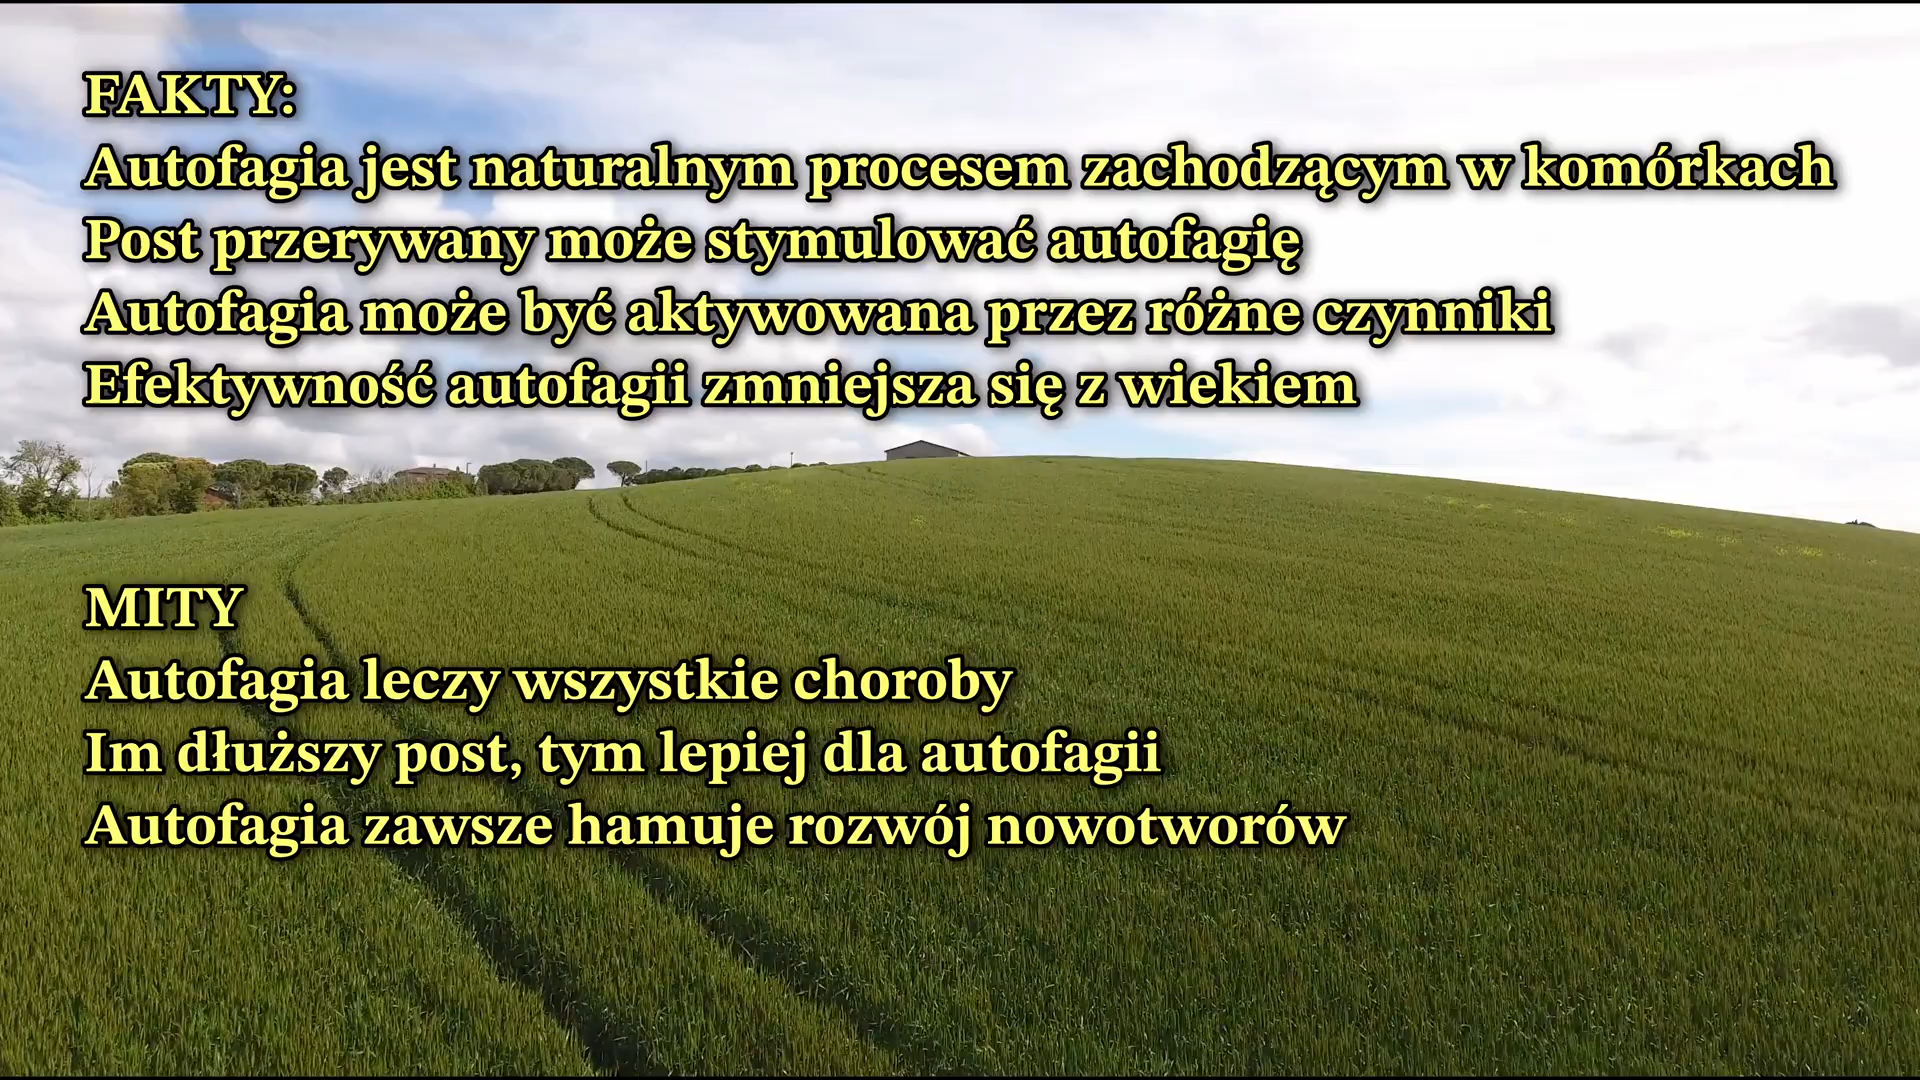 FAKTY:
Autofagia jest naturalnym procesem zachodzącym w komórkach
Post przerywany może stymulować autofagię
Autofagia może być aktywowana przez różne czynniki
Efektywność autofagii zmniejsza się z wiekiem
MITY
Autofagia leczy wszystkie choroby
Im dłuższy post, tym lepiej dla autofagii
Autofagia zawsze hamuje rozwój nowotworów